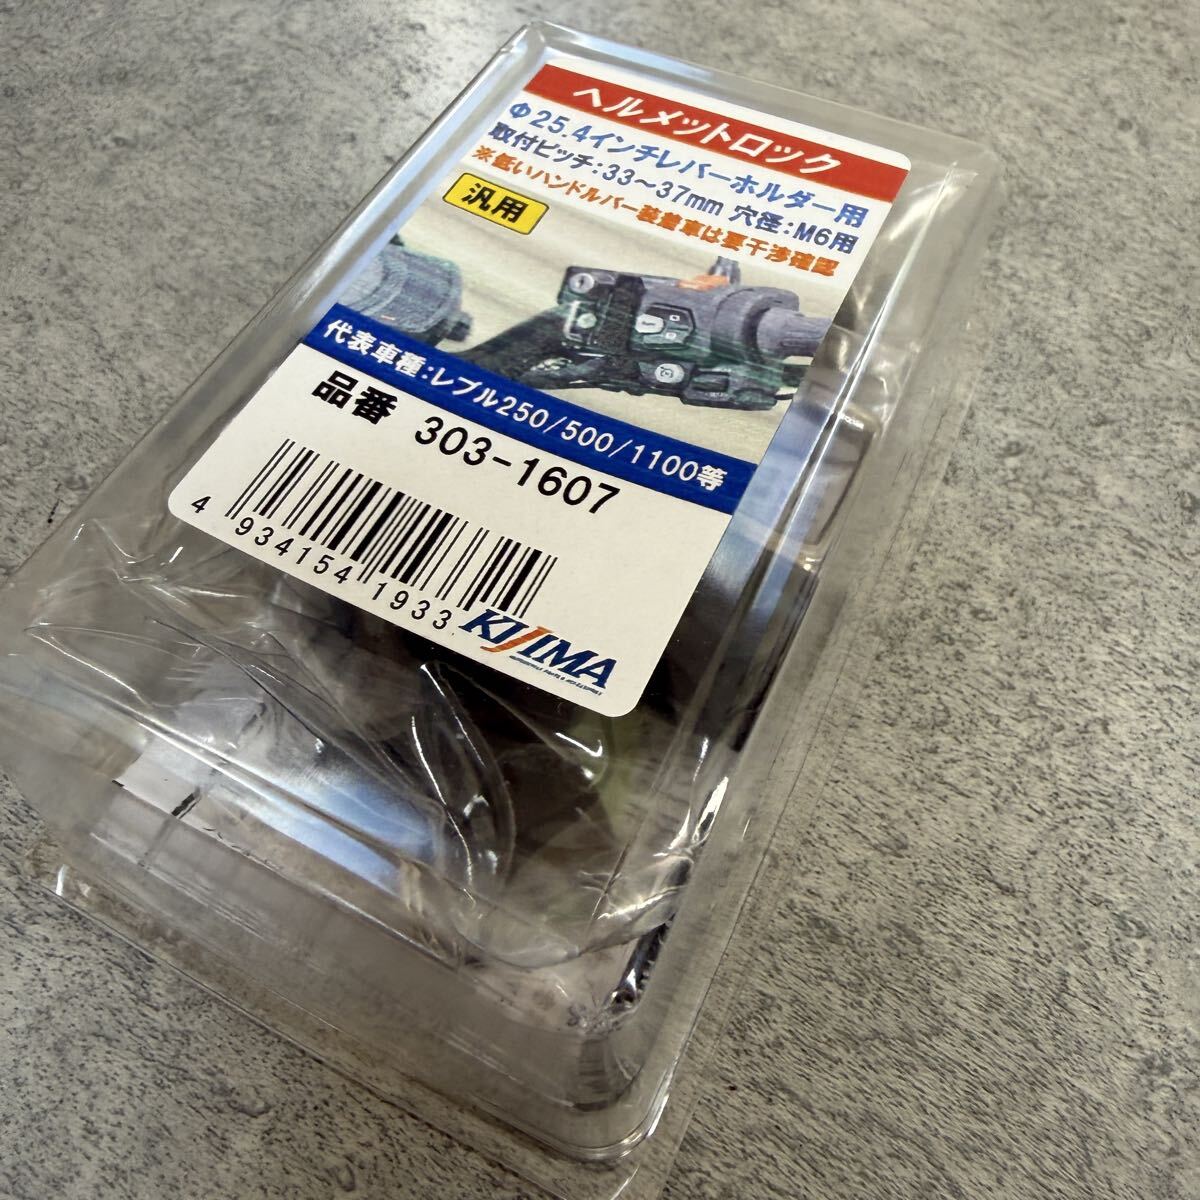 ヘルメットロック
Φ25.4インチレバーホルダー用
取付ピッチ:33～37mm 穴径:M6用
※低いハンドルバー装着車は要干渉確認
汎用
代表車種:レブル250/500/1100等
品番 303-1607
4 934154 1933
KIJIMA